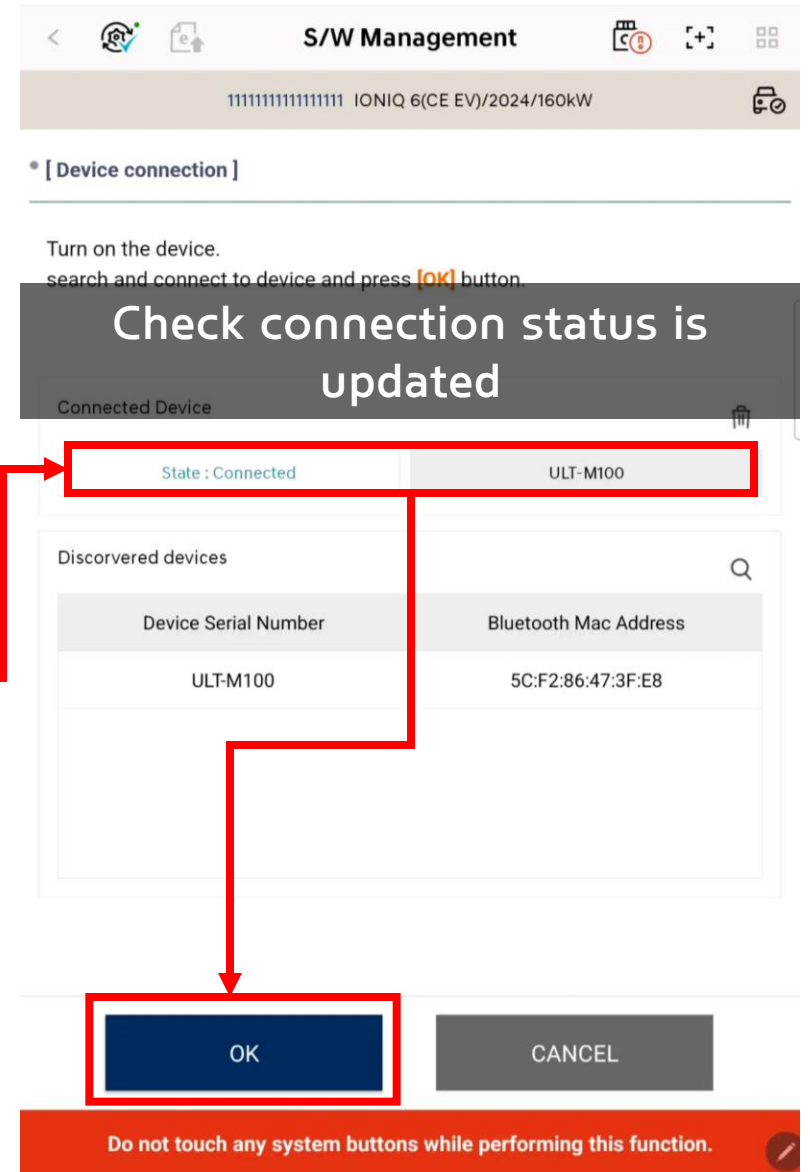 S/W Management
11111111111111111 IONIQ 6(CE EV)/2024/160kW
[ Device connection ]
Turn on the device.
search and connect to device and press [OK] button.
Check connection status is
updated
Connected Device
State : Connected ULT-M100
Discorvered devices
Device Serial Number Bluetooth Mac Address
ULT-M100 5C:F2:86:47:3F:E8
OK CANCEL
Do not touch any system buttons while performing this function.